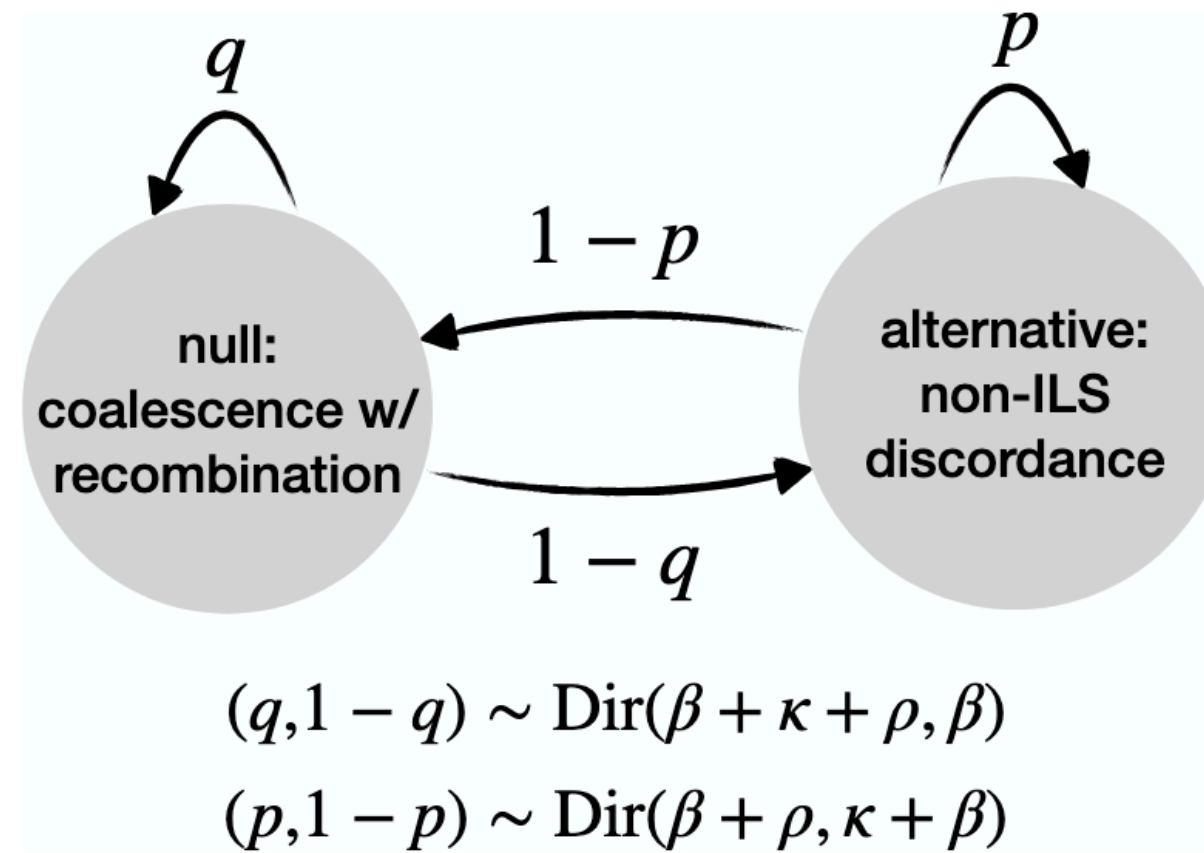 q
p
1 − p
null:
coalescence w/
recombination
alternative:
non-ILS
discordance
1 − q
(q,1 − q) ∼ Dir(β + κ + ρ, β)
(p,1 − p) ∼ Dir(β + ρ, κ + β)